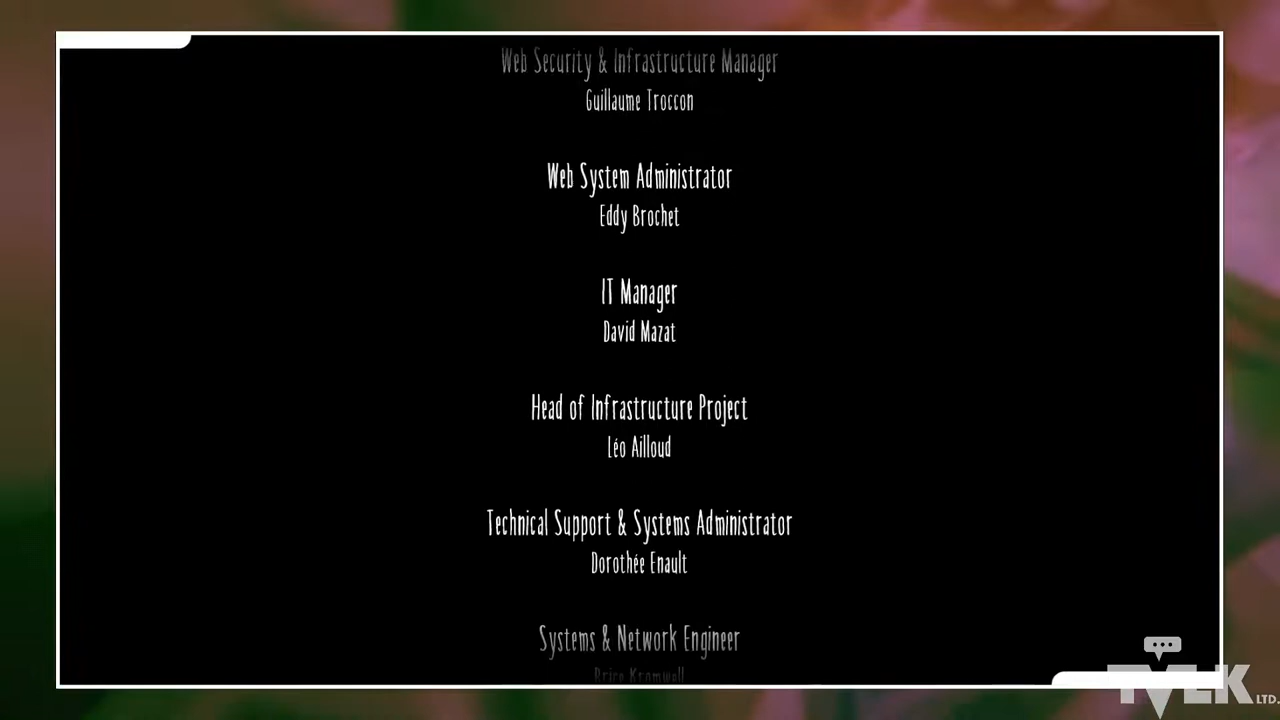 Web Security & Infrastructure Manager
Guillaume Troccon
Web System Administrator
Eddy Brochet
IT Manager
David Mazat
Head of Infrastructure Project
Léo Ailloud
Technical Support & Systems Administrator
Dorothée Enault
Systems & Network Engineer
LTD.